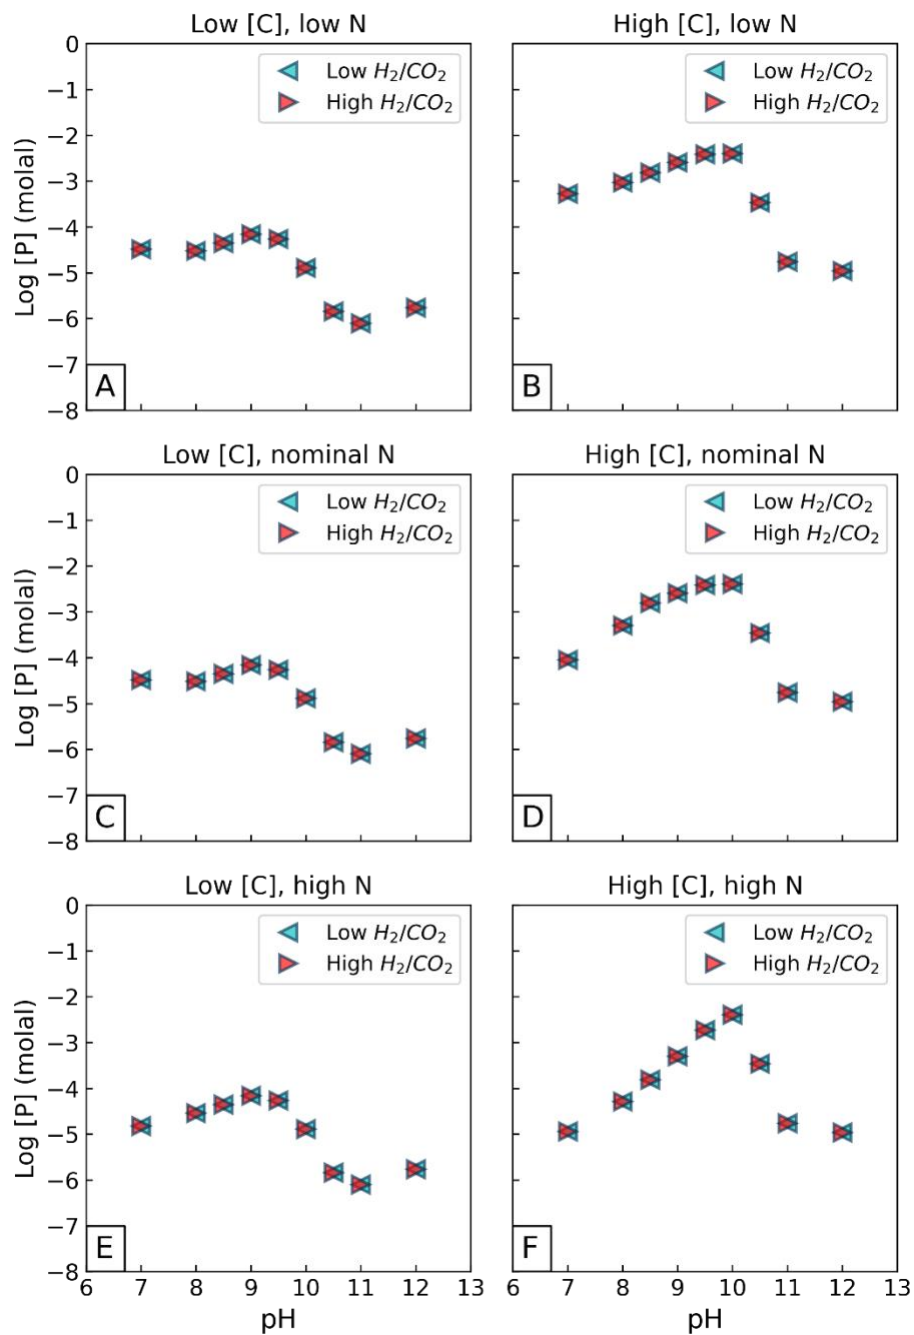 Low [C], low N
High [C], low N
0
−1
−2
−3
−4
−5
−6
−7
−8
Log [P] (molal)
Low H₂/CO₂
High H₂/CO₂
A
Low H₂/CO₂
High H₂/CO₂
B
Low [C], nominal N
High [C], nominal N
0
−1
−2
−3
−4
−5
−6
−7
−8
Log [P] (molal)
Low H₂/CO₂
High H₂/CO₂
C
Low H₂/CO₂
High H₂/CO₂
D
Low [C], high N
High [C], high N
0
−1
−2
−3
−4
−5
−6
−7
−8
Log [P] (molal)
Low H₂/CO₂
High H₂/CO₂
E
Low H₂/CO₂
High H₂/CO₂
F
6 7 8 9 10 11 12 13
6 7 8 9 10 11 12 13
pH
pH